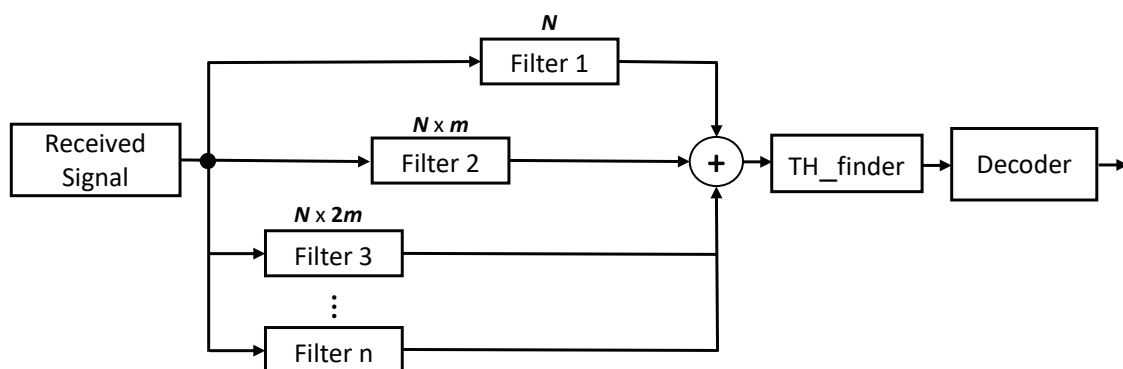 N
Filter 1
Received
Signal
N x m
Filter 2
+
TH_finder
Decoder
N x 2m
Filter 3
⋮
Filter n